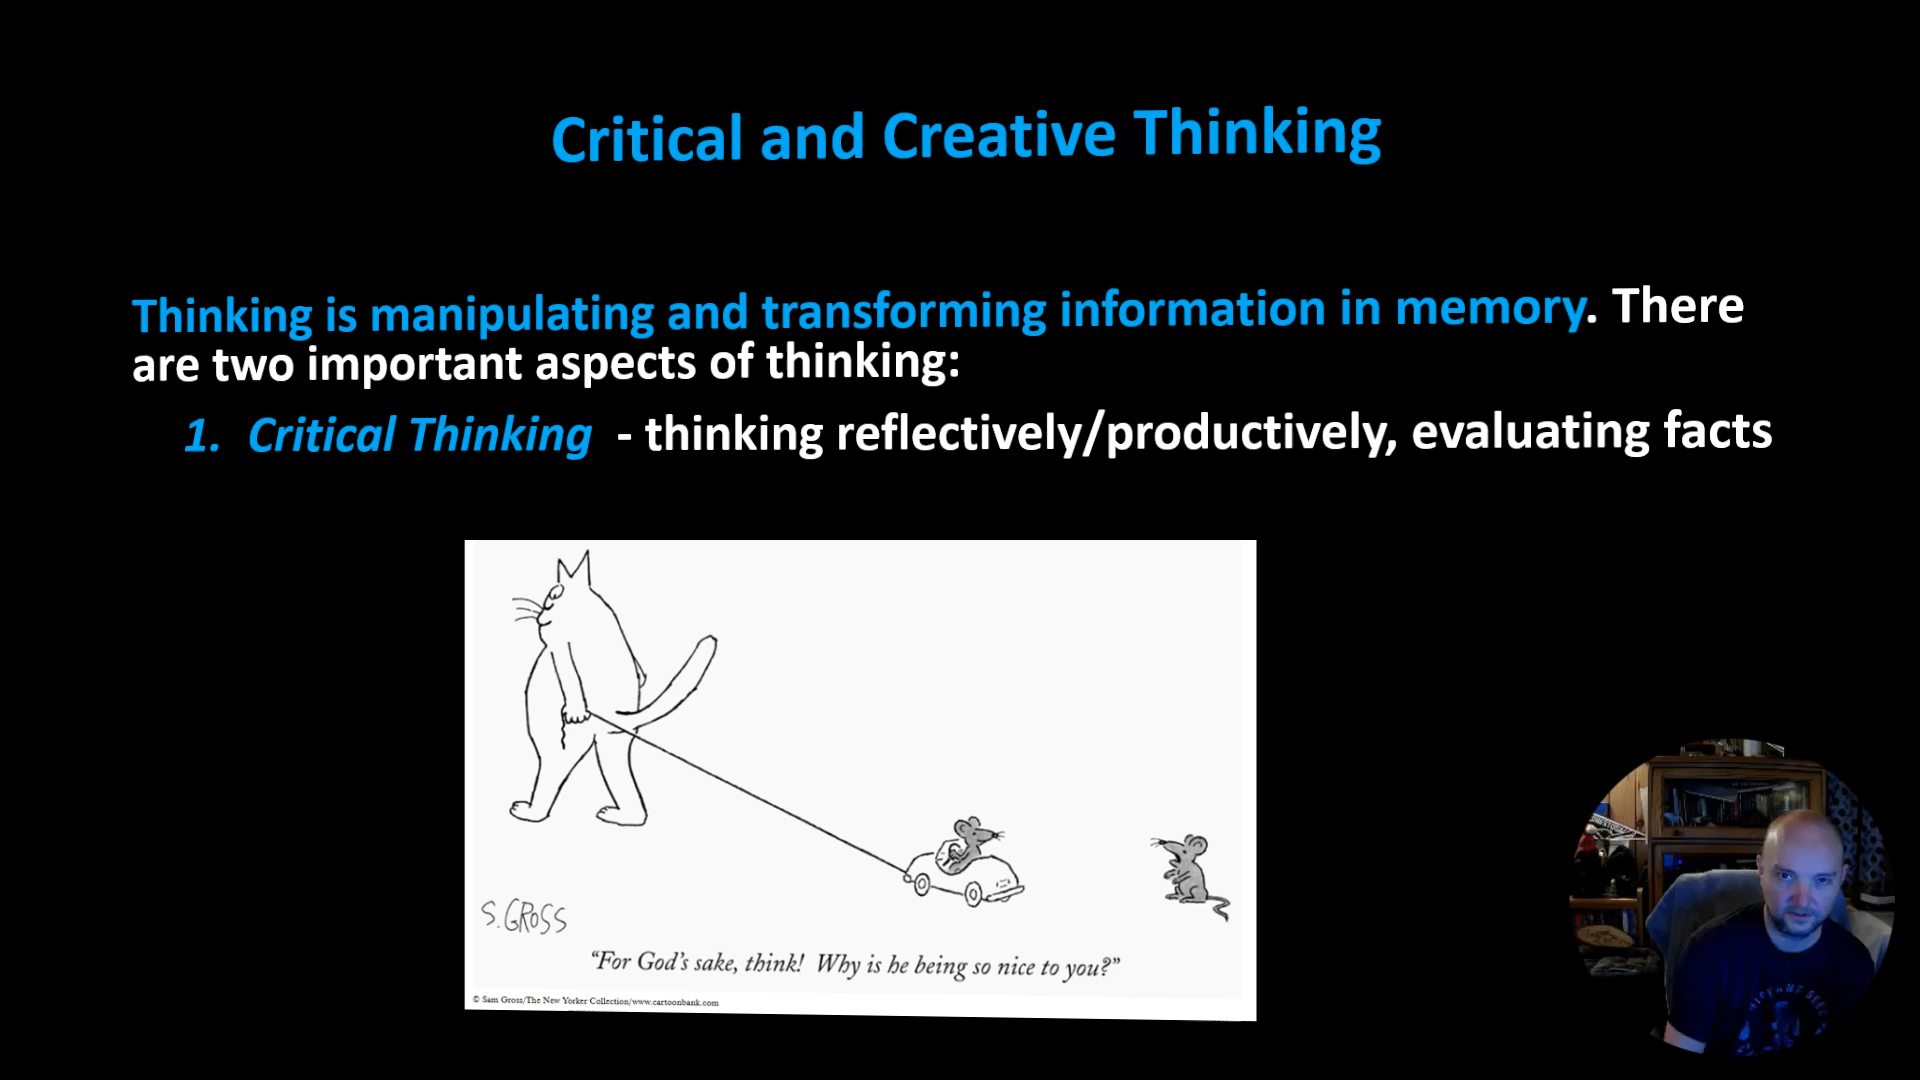 Critical and Creative Thinking
Thinking is manipulating and transforming information in memory. There
are two important aspects of thinking:
1. Critical Thinking - thinking reflectively/productively, evaluating facts
S. GROSS
“For God's sake, think! Why is he being so nice to you?”
© Sam Gross/The New Yorker Collection/www.cartoonbank.com